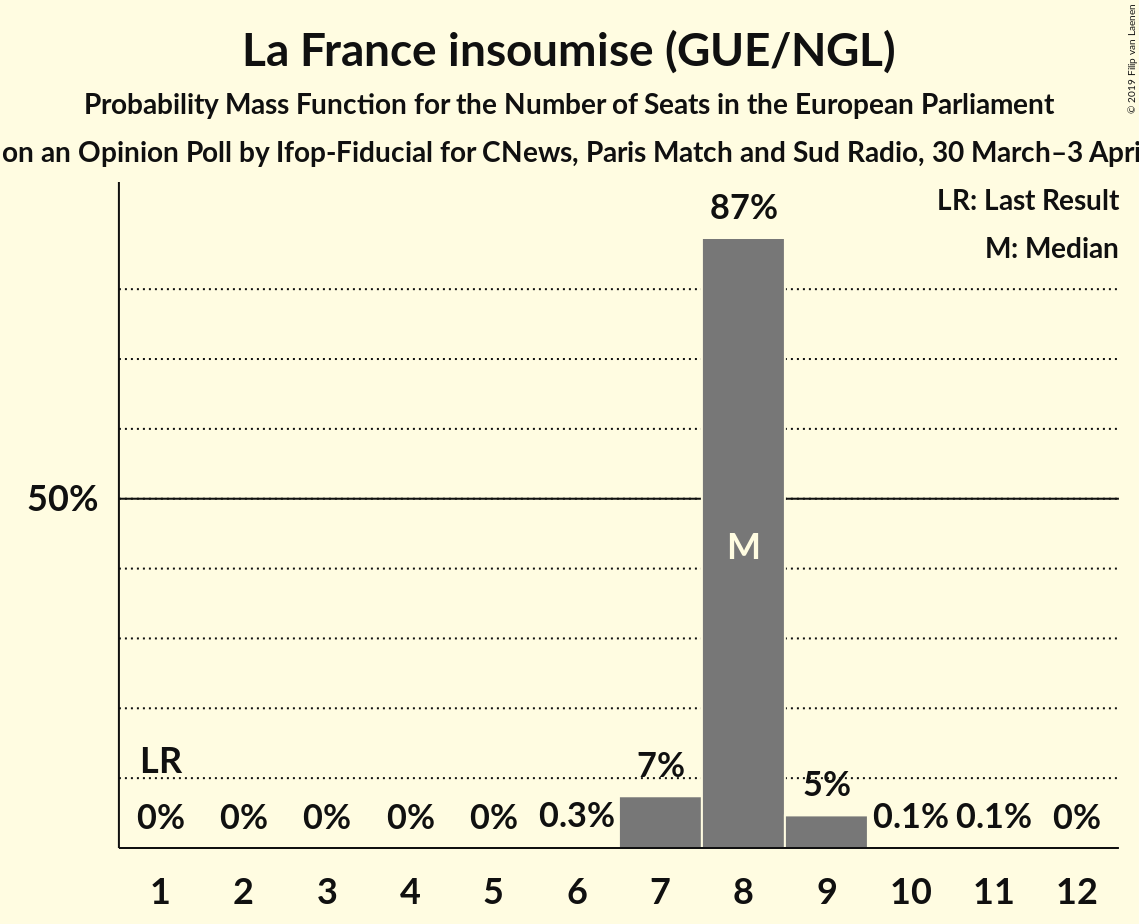 La France insoumise (GUE/NGL)
Probability Mass Function for the Number of Seats in the European Parliament
on an Opinion Poll by Ifop-Fiducial for CNews, Paris Match and Sud Radio, 30 March–3 Apri
© 2019 Filip van Laenen
LR: Last Result
M: Median
87%
50%
M
LR
7%
5%
0% 0% 0% 0% 0% 0.3% 0.1% 0.1% 0%
1 2 3 4 5 6 7 8 9 10 11 12